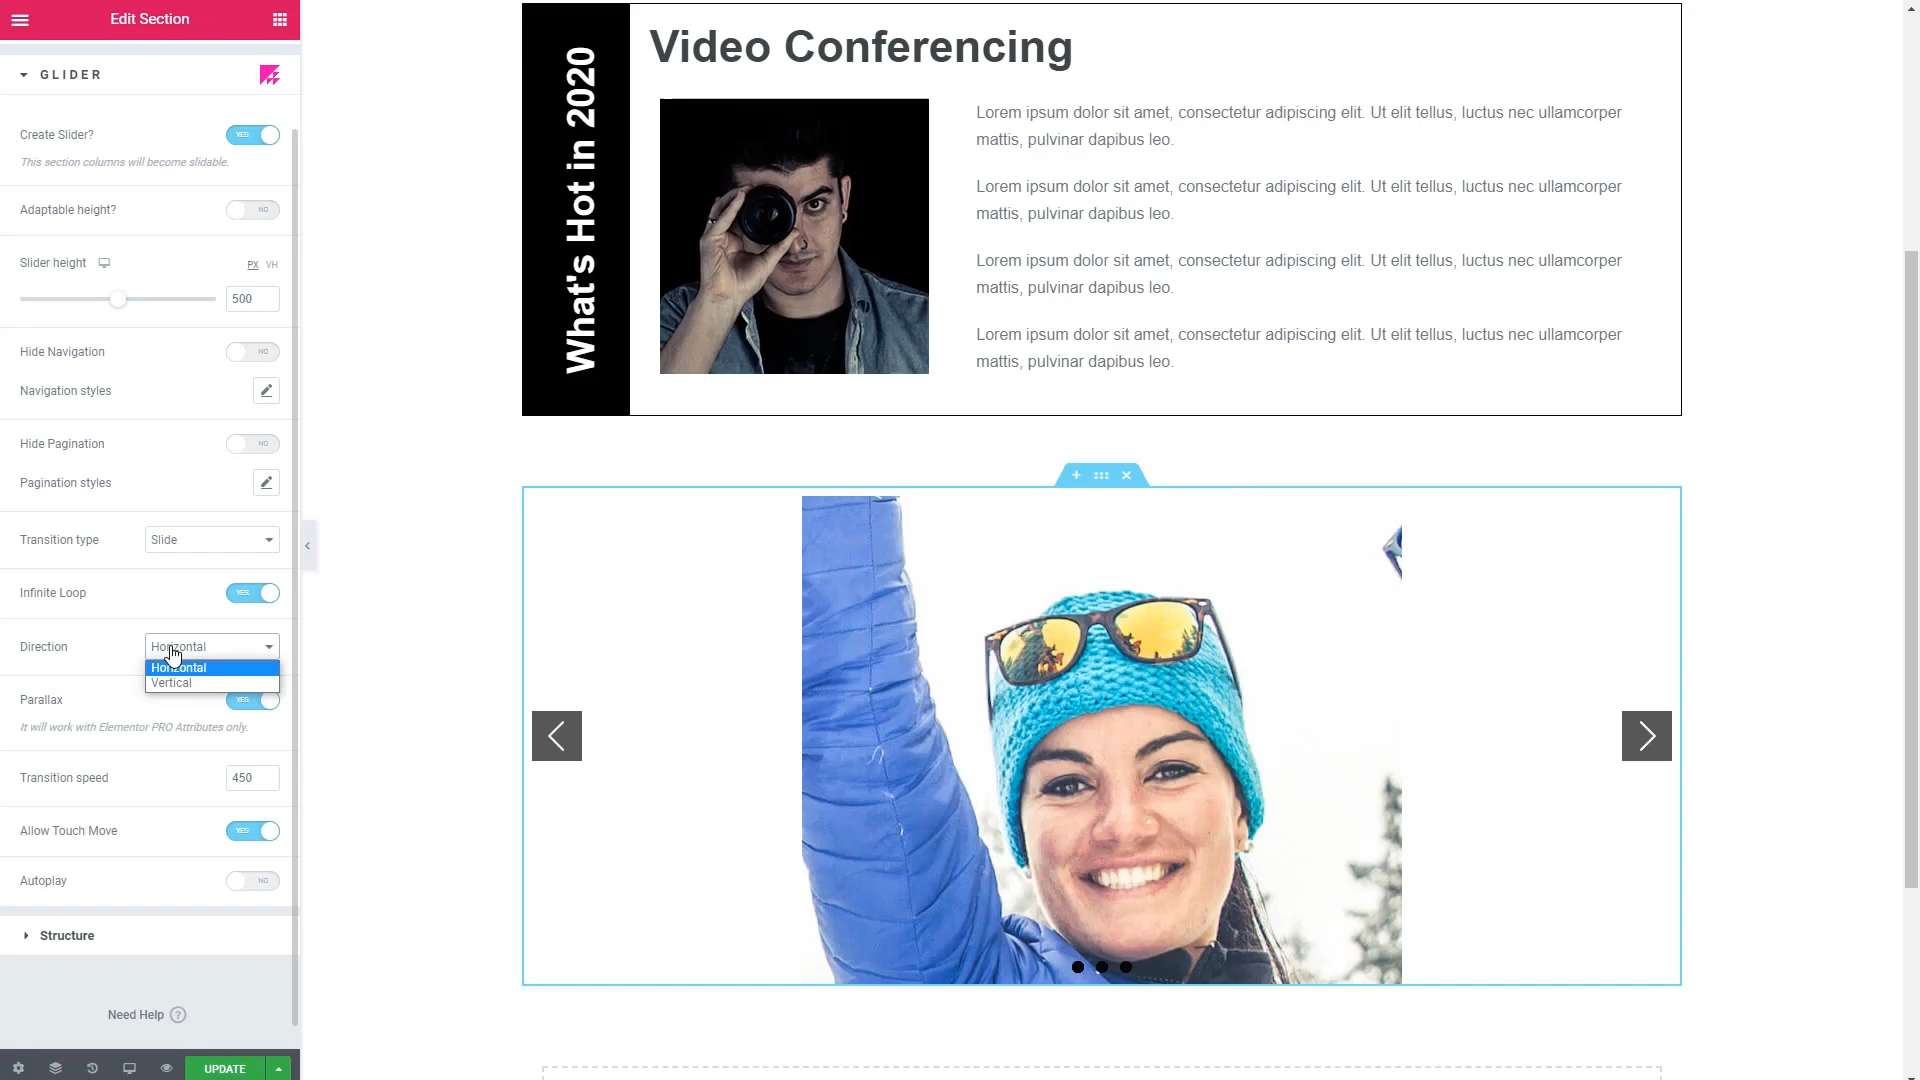 Edit Section
GLIDER
Create Slider?
YES
This section columns will become slidable.
Adaptable height?
NO
Slider height
PX VH
500
Hide Navigation
NO
Navigation styles
Hide Pagination
NO
Pagination styles
Transition type
Slide
Infinite Loop
YES
Direction
Horizontal
Horizontal
Vertical
Parallax
YES
It will work with Elementor PRO Attributes only.
Transition speed
450
Allow Touch Move
YES
Autoplay
NO
Structure
Need Help ?
UPDATE
What's Hot in 2020
Video Conferencing
Lorem ipsum dolor sit amet, consectetur adipiscing elit. Ut elit tellus, luctus nec ullamcorper
mattis, pulvinar dapibus leo.
Lorem ipsum dolor sit amet, consectetur adipiscing elit. Ut elit tellus, luctus nec ullamcorper
mattis, pulvinar dapibus leo.
Lorem ipsum dolor sit amet, consectetur adipiscing elit. Ut elit tellus, luctus nec ullamcorper
mattis, pulvinar dapibus leo.
Lorem ipsum dolor sit amet, consectetur adipiscing elit. Ut elit tellus, luctus nec ullamcorper
mattis, pulvinar dapibus leo.